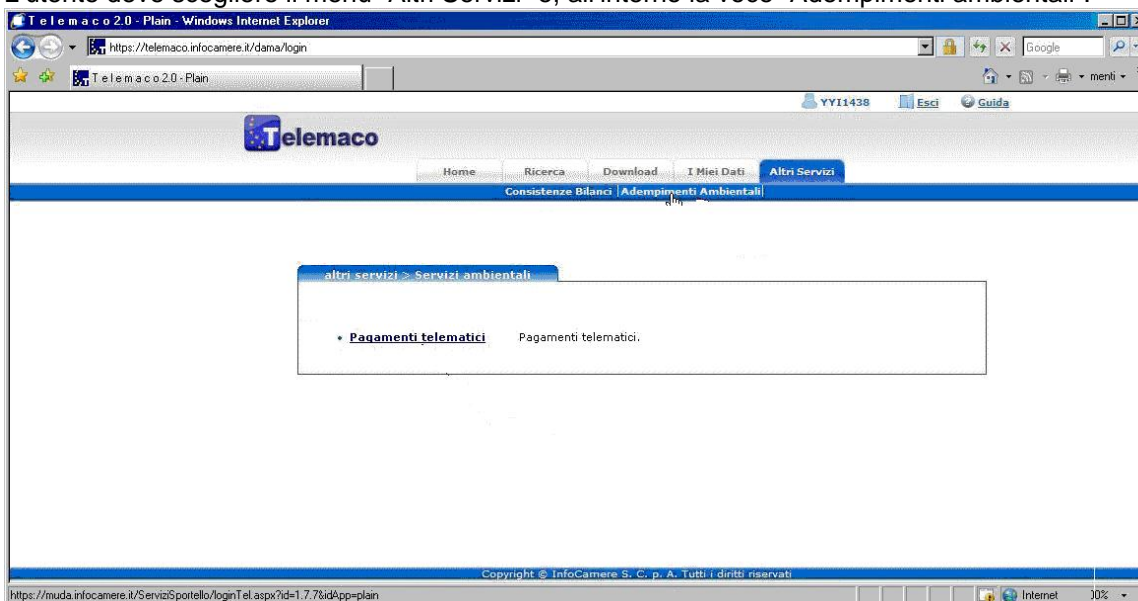 L'utente deve scegliere il menu "Altri Servizi" e, all'interno la voce "Adempimenti ambientali".
T e l e m a c o 2.0 - Plain - Windows Internet Explorer
https://telemaco.infocamere.it/dama/login
Google
T e l e m a c o 2.0 - Plain
menti
YYI1438 Esci Guida
Telemaco
Home Ricerca Download I Miei Dati Altri Servizi
Consistenze Bilanci | Adempimenti Ambientali|
altri servizi > Servizi ambientali
• Pagamenti telematici Pagamenti telematici.
Copyright © InfoCamere S. C. p. A. Tutti i diritti riservati
https://muda.infocamere.it/ServiziSportello/loginTel.aspx?id=1.7.7&idApp=plain
Internet 00%